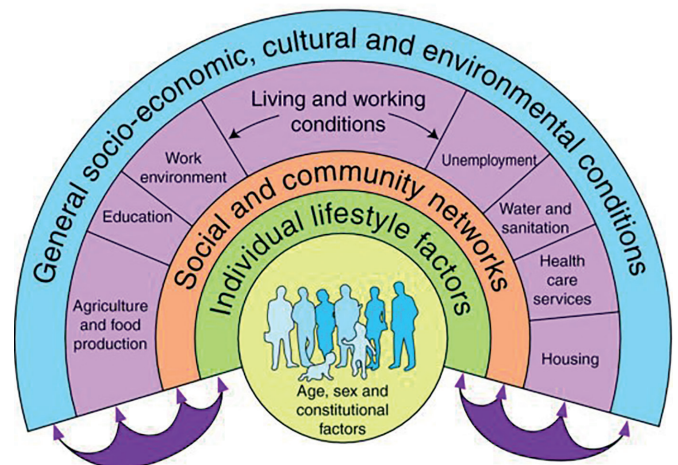 General socio-economic, cultural and environmental conditions
Living and working
conditions
Work
environment
Education
Agriculture
and food
production
Unemployment
Water and
sanitation
Health
care
services
Housing
Social and community networks
Individual lifestyle factors
Age, sex and
constitutional
factors